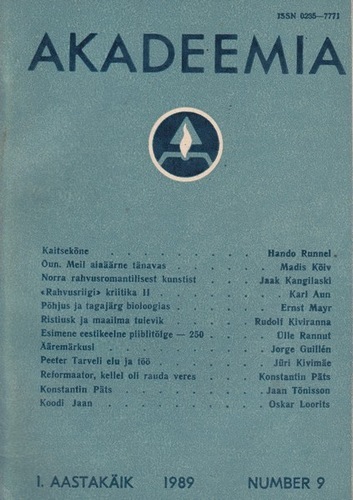 ISSN 0235—7771
AKADEEMIA
Kaitsekõne . . . . . . . . . . . Hando Runnel
Õun. Meil aiaäärne tänavas . . . . . . Madis Kõiv
Norra rahvusromantilisest kunstist . . . . Jaak Kangilaski
«Rahvusriigi» kriitika II . . . . . . . Karl Aun
Põhjus ja tagajärg bioloogias . . . . . . Ernst Mayr
Ristiusk ja maailma tulevik . . . . . Rudolf Kiviranna
Esimene eestikeelne piiblitõlge — 250 . . . . Ülle Rannut
Ääremärkusi . . . . . . . . . . Jorge Guillén
Peeter Tarveli elu ja töö . . . . . . . Jüri Kivimäe
Reformaator, kellel oli rauda veres . . . Konstantin Päts
Konstantin Päts . . . . . . . . . Jaan Tõnisson
Koodi Jaan . . . . . . . . . . . Oskar Loorits
I. AASTAKÄIK 1989 NUMBER 9